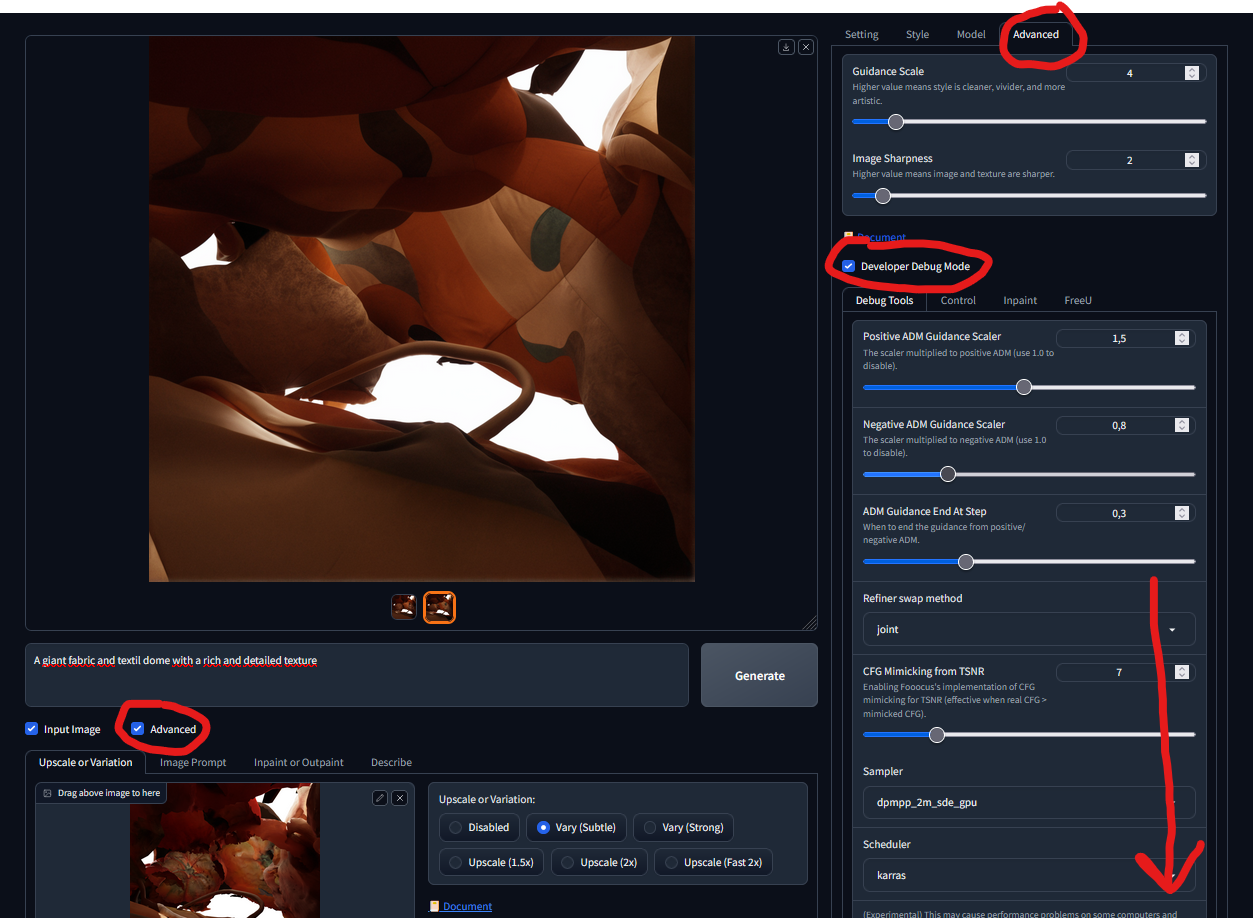 Setting Style Model Advanced
Guidance Scale 4
Higher value means style is cleaner, vivider, and more
artistic.
Image Sharpness 2
Higher value means image and texture are sharper.
Document
Developer Debug Mode
Debug Tools Control Inpaint FreeU
Positive ADM Guidance Scaler 1,5
The scaler multiplied to positive ADM (use 1.0 to
disable).
Negative ADM Guidance Scaler 0,8
The scaler multiplied to negative ADM (use 1.0
to disable).
ADM Guidance End At Step 0,3
When to end the guidance from positive/
negative ADM.
Refiner swap method
joint
CFG Mimicking from TSNR 7
Enabling Fooocus's implementation of CFG
mimicking for TSNR (effective when real CFG >
mimicked CFG).
Sampler
dpmpp_2m_sde_gpu
Scheduler
karras
(Experimental) This may cause performance problems on some computers and
A giant fabric and textil dome with a rich and detailed texture
Generate
Input Image Advanced
Upscale or Variation Image Prompt Inpaint or Outpaint Describe
Drag above image to here
Upscale or Variation:
Disabled Vary (Subtle) Vary (Strong)
Upscale (1.5x) Upscale (2x) Upscale (Fast 2x)
Document